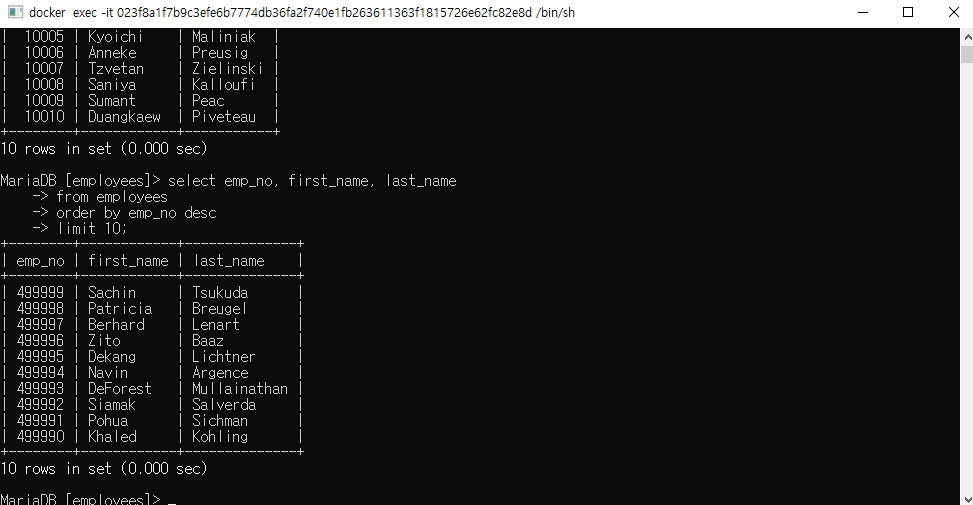 docker exec -it 023f8a1f7b9c3efe6b7774db36fa2f740e1fb263611363f1815726e62fc82e8d /bin/sh
|  10005 | Kyoichi    | Maliniak  |
|  10006 | Anneke     | Preusig   |
|  10007 | Tzvetan    | Zielinski |
|  10008 | Saniya     | Kalloufi  |
|  10009 | Sumant     | Peac      |
|  10010 | Duangkaew  | Piveteau  |
+--------+------------+-----------+
10 rows in set (0.000 sec)
MariaDB [employees]> select emp_no, first_name, last_name
    -> from employees
    -> order by emp_no desc
    -> limit 10;
+--------+------------+--------------+
| emp_no | first_name | last_name    |
+--------+------------+--------------+
| 499999 | Sachin     | Tsukuda      |
| 499998 | Patricia   | Breugel      |
| 499997 | Berhard    | Lenart       |
| 499996 | Zito       | Baaz         |
| 499995 | Dekang     | Lichtner     |
| 499994 | Navin      | Argence      |
| 499993 | DeForest   | Mullainathan |
| 499992 | Siamak     | Salverda     |
| 499991 | Pohua      | Sichman      |
| 499990 | Khaled     | Kohling      |
+--------+------------+--------------+
10 rows in set (0.000 sec)
MariaDB [employees]> _